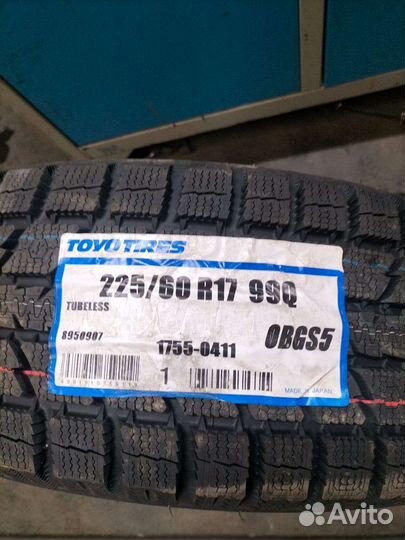 TOYO TIRES
225/60 R17 99Q
TUBELESS
8950907
1755-0411
OBGS5
1
MADE IN JAPAN
Avito